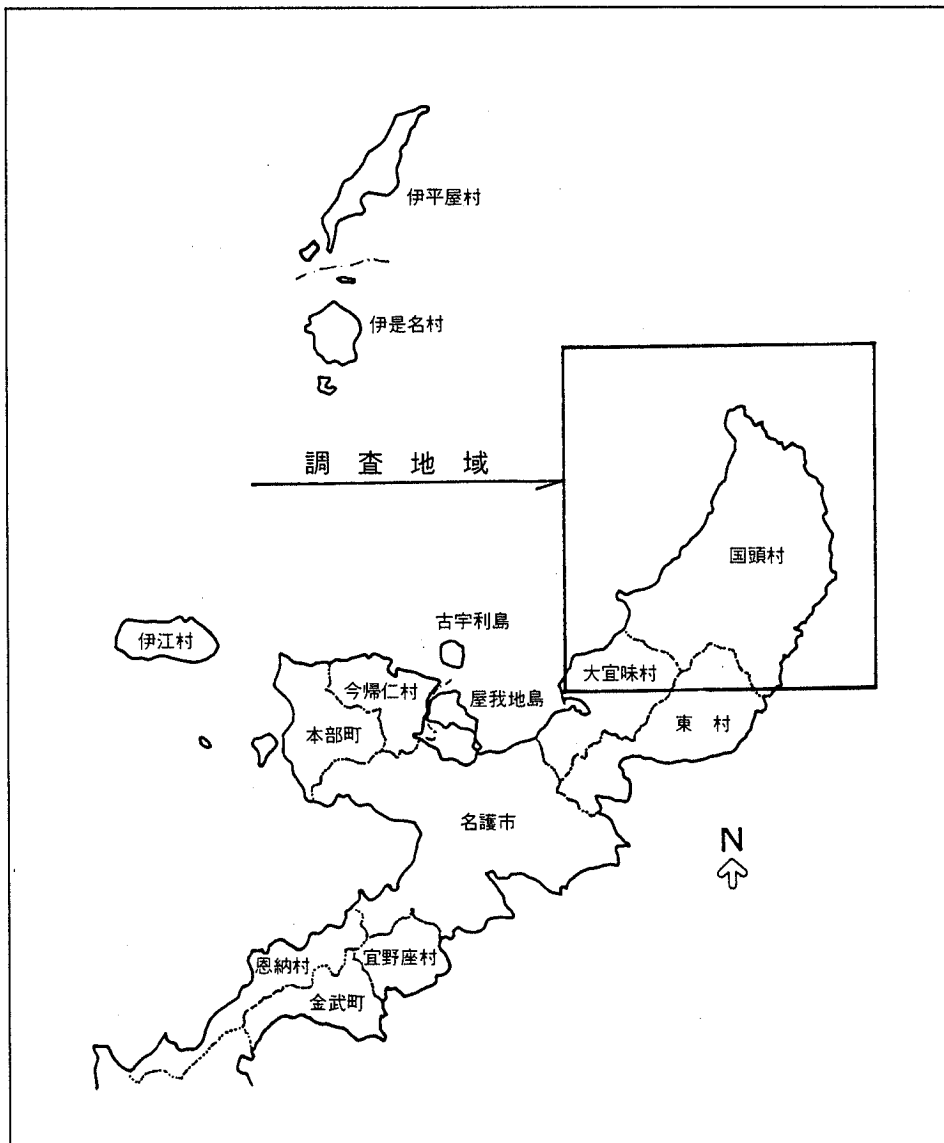 伊平屋村
伊是名村
調査地域
国頭村
古宇利島
伊江村
大宜味村
今帰仁村
屋我地島
本部町
東村
名護市
N
恩納村
宜野座村
金武町